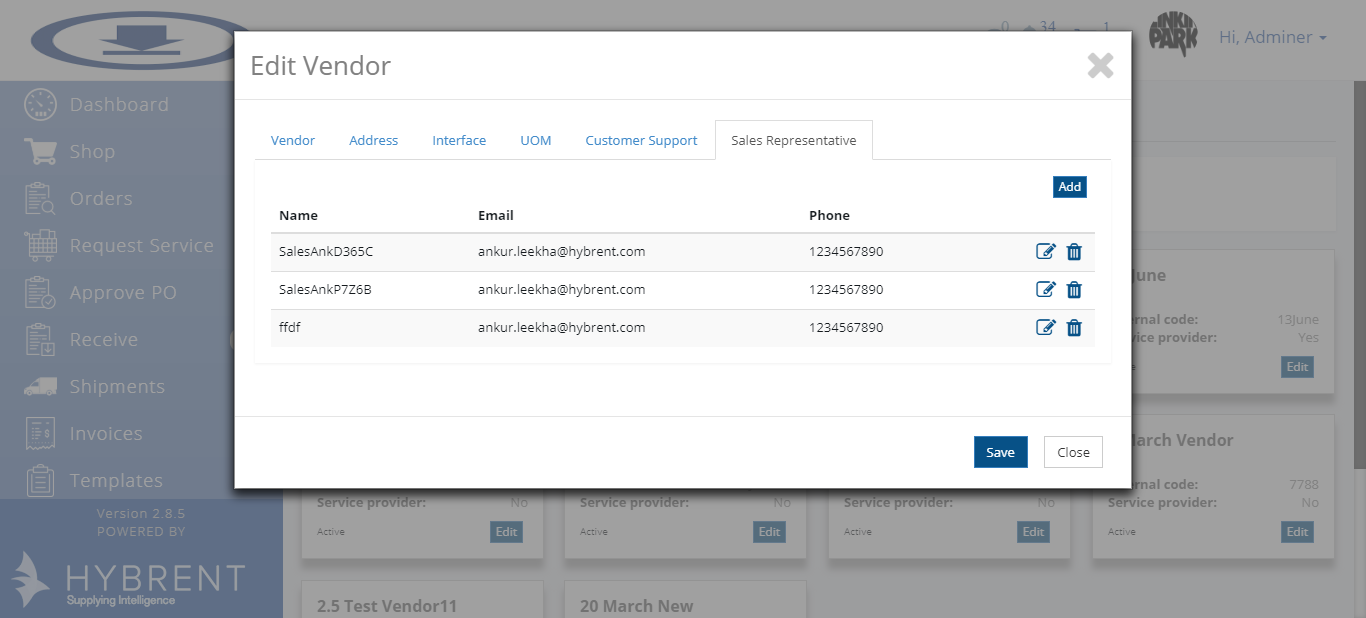 0 34 1
LINKIN PARK
Hi, Adminer
Edit Vendor
Dashboard
Shop
Orders
Request Service
Approve PO
Receive
Shipments
Invoices
Templates
Version 2.8.5
POWERED BY
HYBRENT
Supplying Intelligence
Vendor Address Interface UOM Customer Support Sales Representative
Add
Name Email Phone
SalesAnkD365C ankur.leekha@hybrent.com 1234567890
SalesAnkP7Z6B ankur.leekha@hybrent.com 1234567890
ffdf ankur.leekha@hybrent.com 1234567890
Save Close
June
rnal code: 13June
vice provider: Yes
e Edit
March Vendor
rnal code: 7788
Service provider: No Service provider: No Service provider: No Service provider: No
Active Edit Active Edit Active Edit Active Edit
2.5 Test Vendor11 20 March New